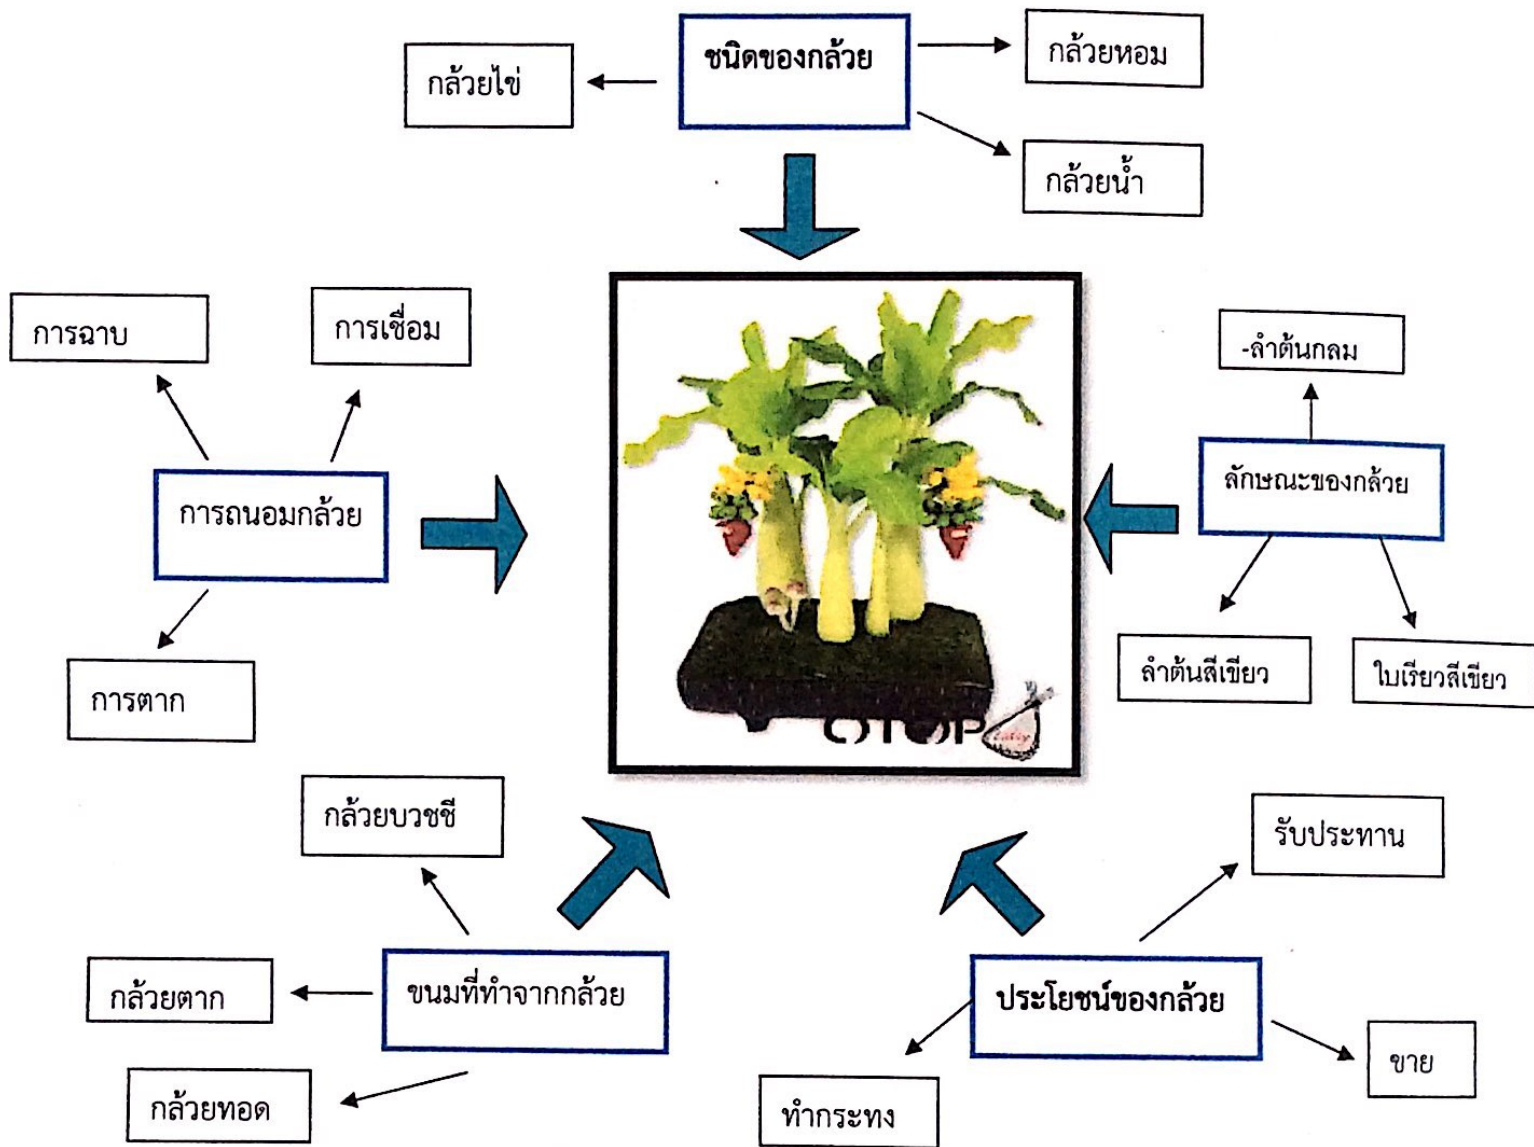 ชนิดของกล้วย
กล้วยไข่
กล้วยหอม
กล้วยน้ำ
การฉาบ
การเชื่อม
การถนอมกล้วย
การตาก
-ลำต้นกลม
ลักษณะของกล้วย
ลำต้นสีเขียว
ใบเรียวสีเขียว
OTOP
กล้วยบวชชี
ขนมที่ทำจากกล้วย
กล้วยตาก
กล้วยทอด
รับประทาน
ประโยชน์ของกล้วย
ทำกระทง
ขาย